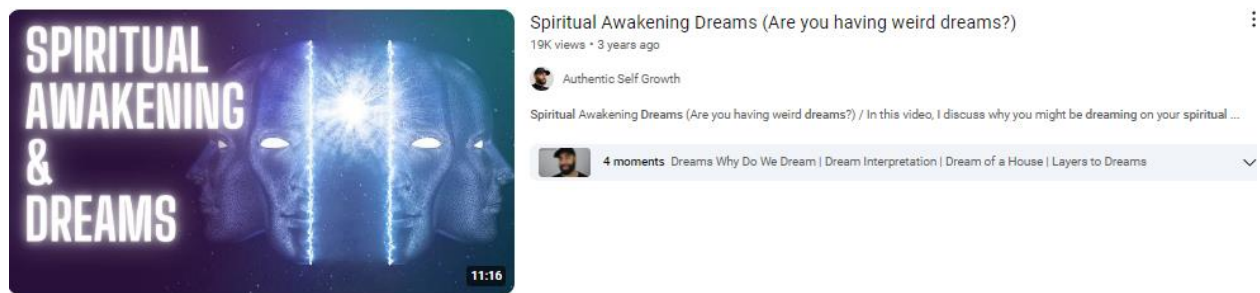 SPIRITUAL
AWAKENING
&
DREAMS
11:16
Spiritual Awakening Dreams (Are you having weird dreams?)
19K views • 3 years ago
Authentic Self Growth
Spiritual Awakening Dreams (Are you having weird dreams?) / In this video, I discuss why you might be dreaming on your spiritual ...
4 moments Dreams Why Do We Dream | Dream Interpretation | Dream of a House | Layers to Dreams